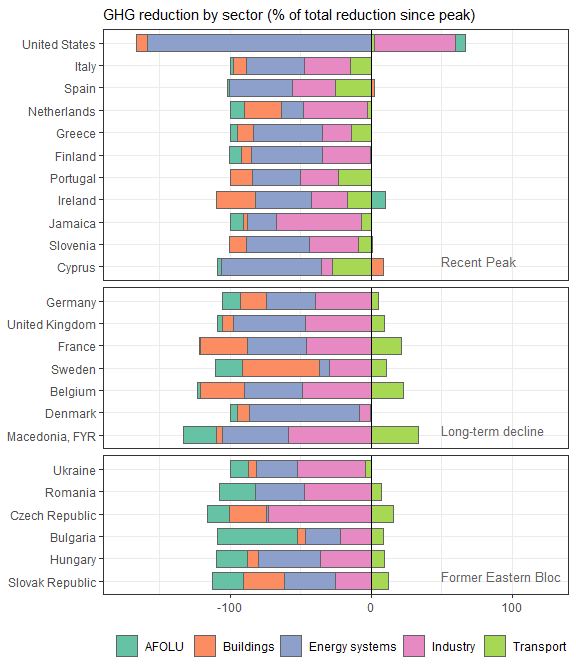 GHG reduction by sector (% of total reduction since peak)
United States
Italy
Spain
Netherlands
Greece
Finland
Portugal
Ireland
Jamaica
Slovenia
Cyprus
Recent Peak
Germany
United Kingdom
France
Sweden
Belgium
Denmark
Macedonia, FYR
Long-term decline
Ukraine
Romania
Czech Republic
Bulgaria
Hungary
Slovak Republic
Former Eastern Bloc
-100 0 100
AFOLU Buildings Energy systems Industry Transport